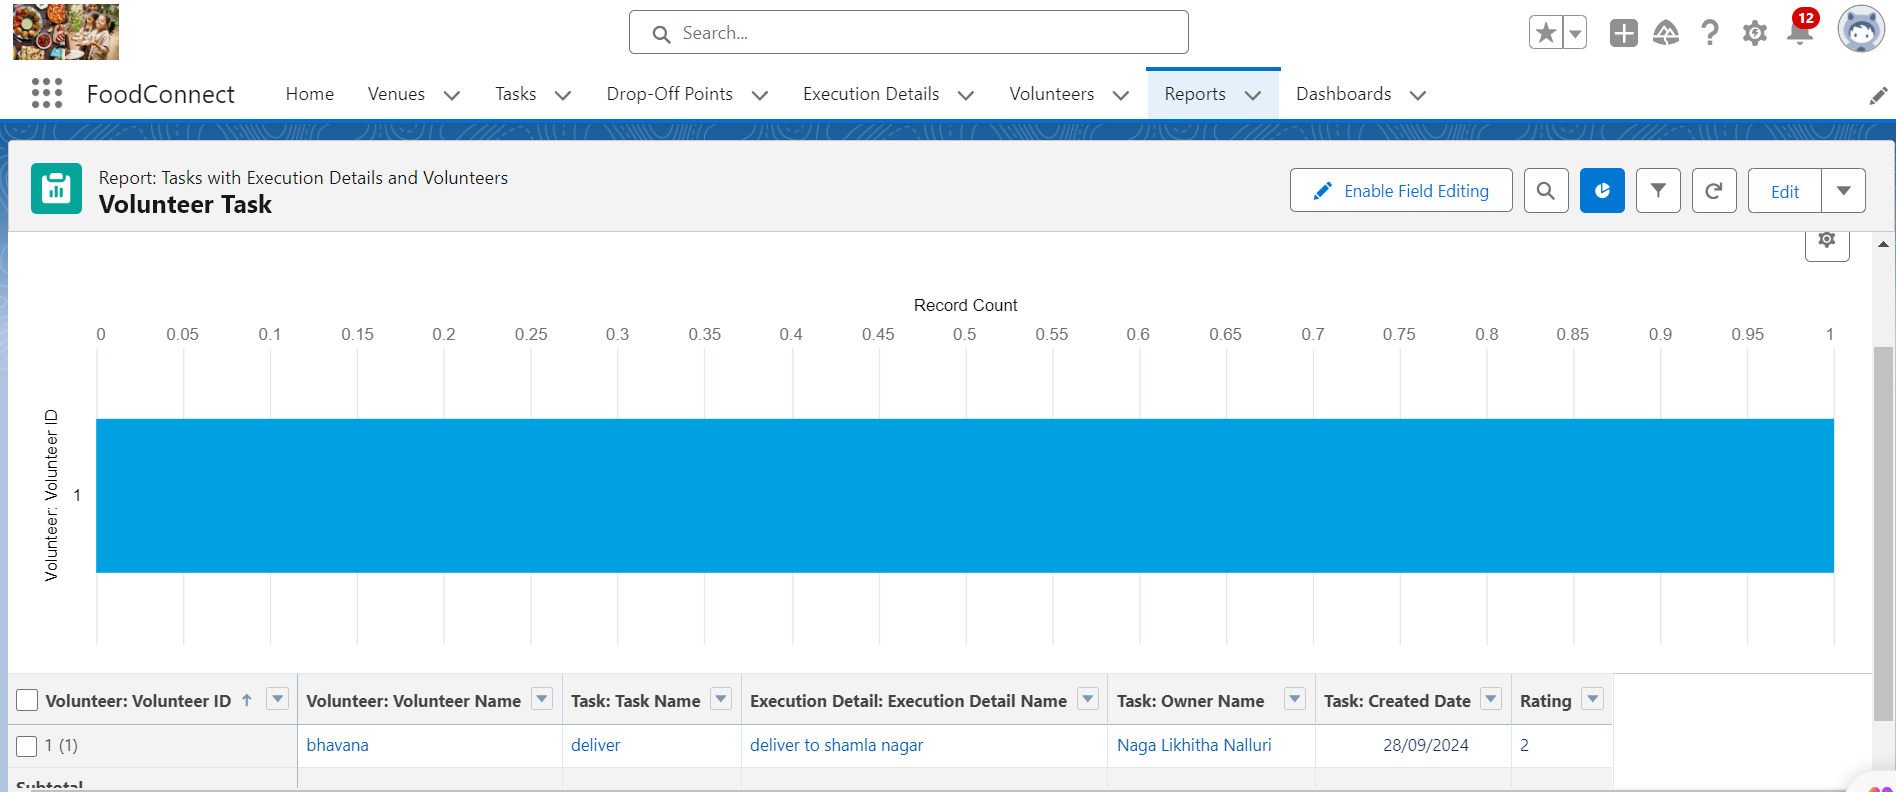 Search...
12
FoodConnect Home Venues Tasks Drop-Off Points Execution Details Volunteers Reports Dashboards
Report: Tasks with Execution Details and Volunteers
Volunteer Task
Enable Field Editing Edit
Record Count
0 0.05 0.1 0.15 0.2 0.25 0.3 0.35 0.4 0.45 0.5 0.55 0.6 0.65 0.7 0.75 0.8 0.85 0.9 0.95 1
Volunteer: Volunteer ID
1
Volunteer: Volunteer ID ↑ Volunteer: Volunteer Name Task: Task Name Execution Detail: Execution Detail Name Task: Owner Name Task: Created Date Rating
1 (1) bhavana deliver deliver to shamla nagar Naga Likhitha Nalluri 28/09/2024 2
Subtotal